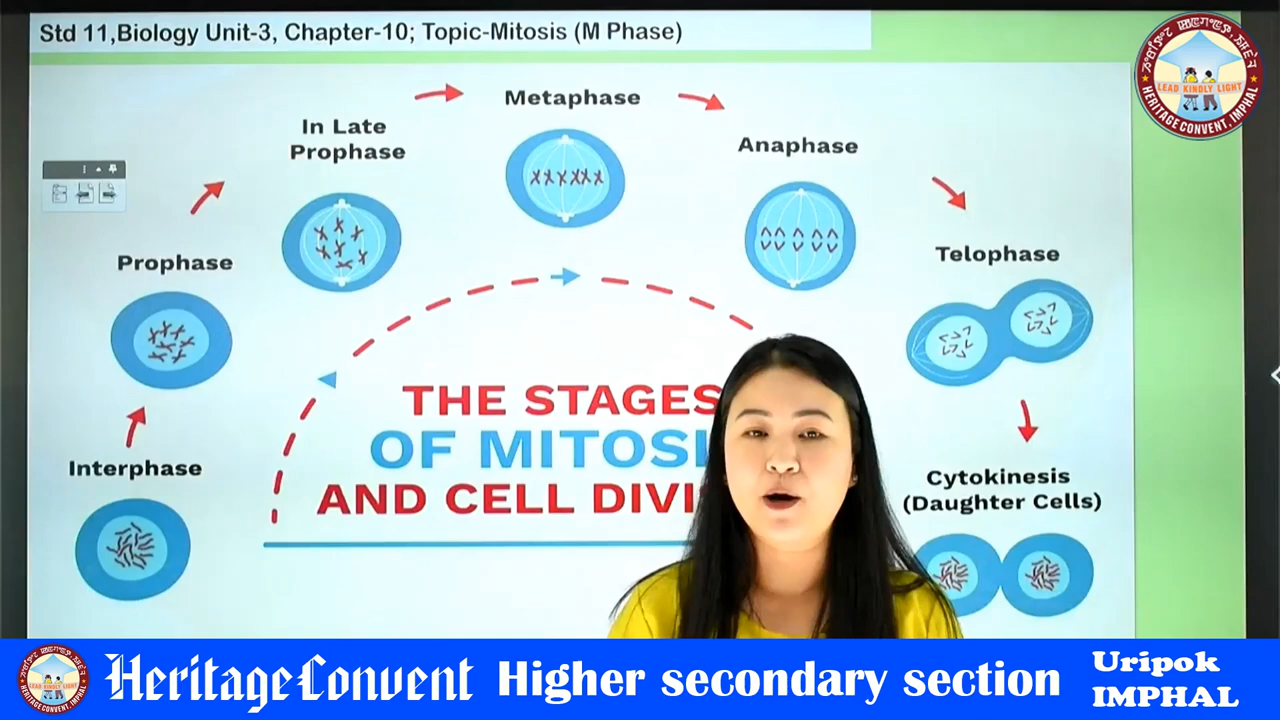 Std 11,Biology Unit-3, Chapter-10; Topic-Mitosis (M Phase)
LEAD KINDLY LIGHT
HERITAGE CONVENT, IMPHAL
Metaphase
In Late
Prophase
Anaphase
Prophase
Telophase
THE STAGES
OF MITOSI
AND CELL DIVI
Interphase
Cytokinesis
(Daughter Cells)
Heritage Convent Higher secondary section
Uripok
IMPHAL